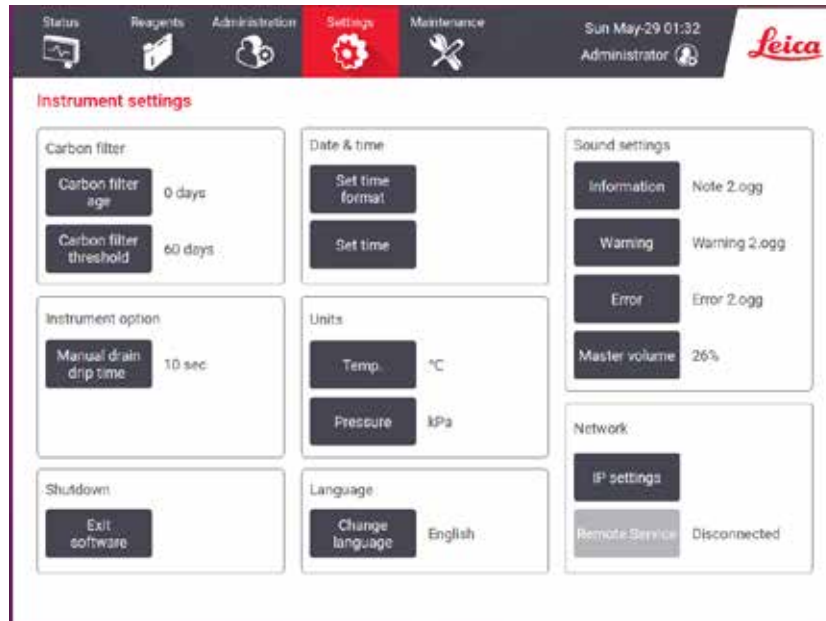 Status
Reagents
Administration
Settings
Maintenance
Sun May-29 01:32
Administrator
Leica
Instrument settings
Carbon filter
Carbon filter
age
0 days
Carbon filter
threshold
60 days
Instrument option
Manual drain
drip time
10 sec
Shutdown
Exit
software
Date & time
Set time
format
Set time
Units
Temp.
°C
Pressure
kPa
Language
Change
language
English
Sound settings
Information
Note 2.ogg
Warning
Warning 2.ogg
Error
Error 2.ogg
Master volume
26%
Network
IP settings
Remote Service
Disconnected